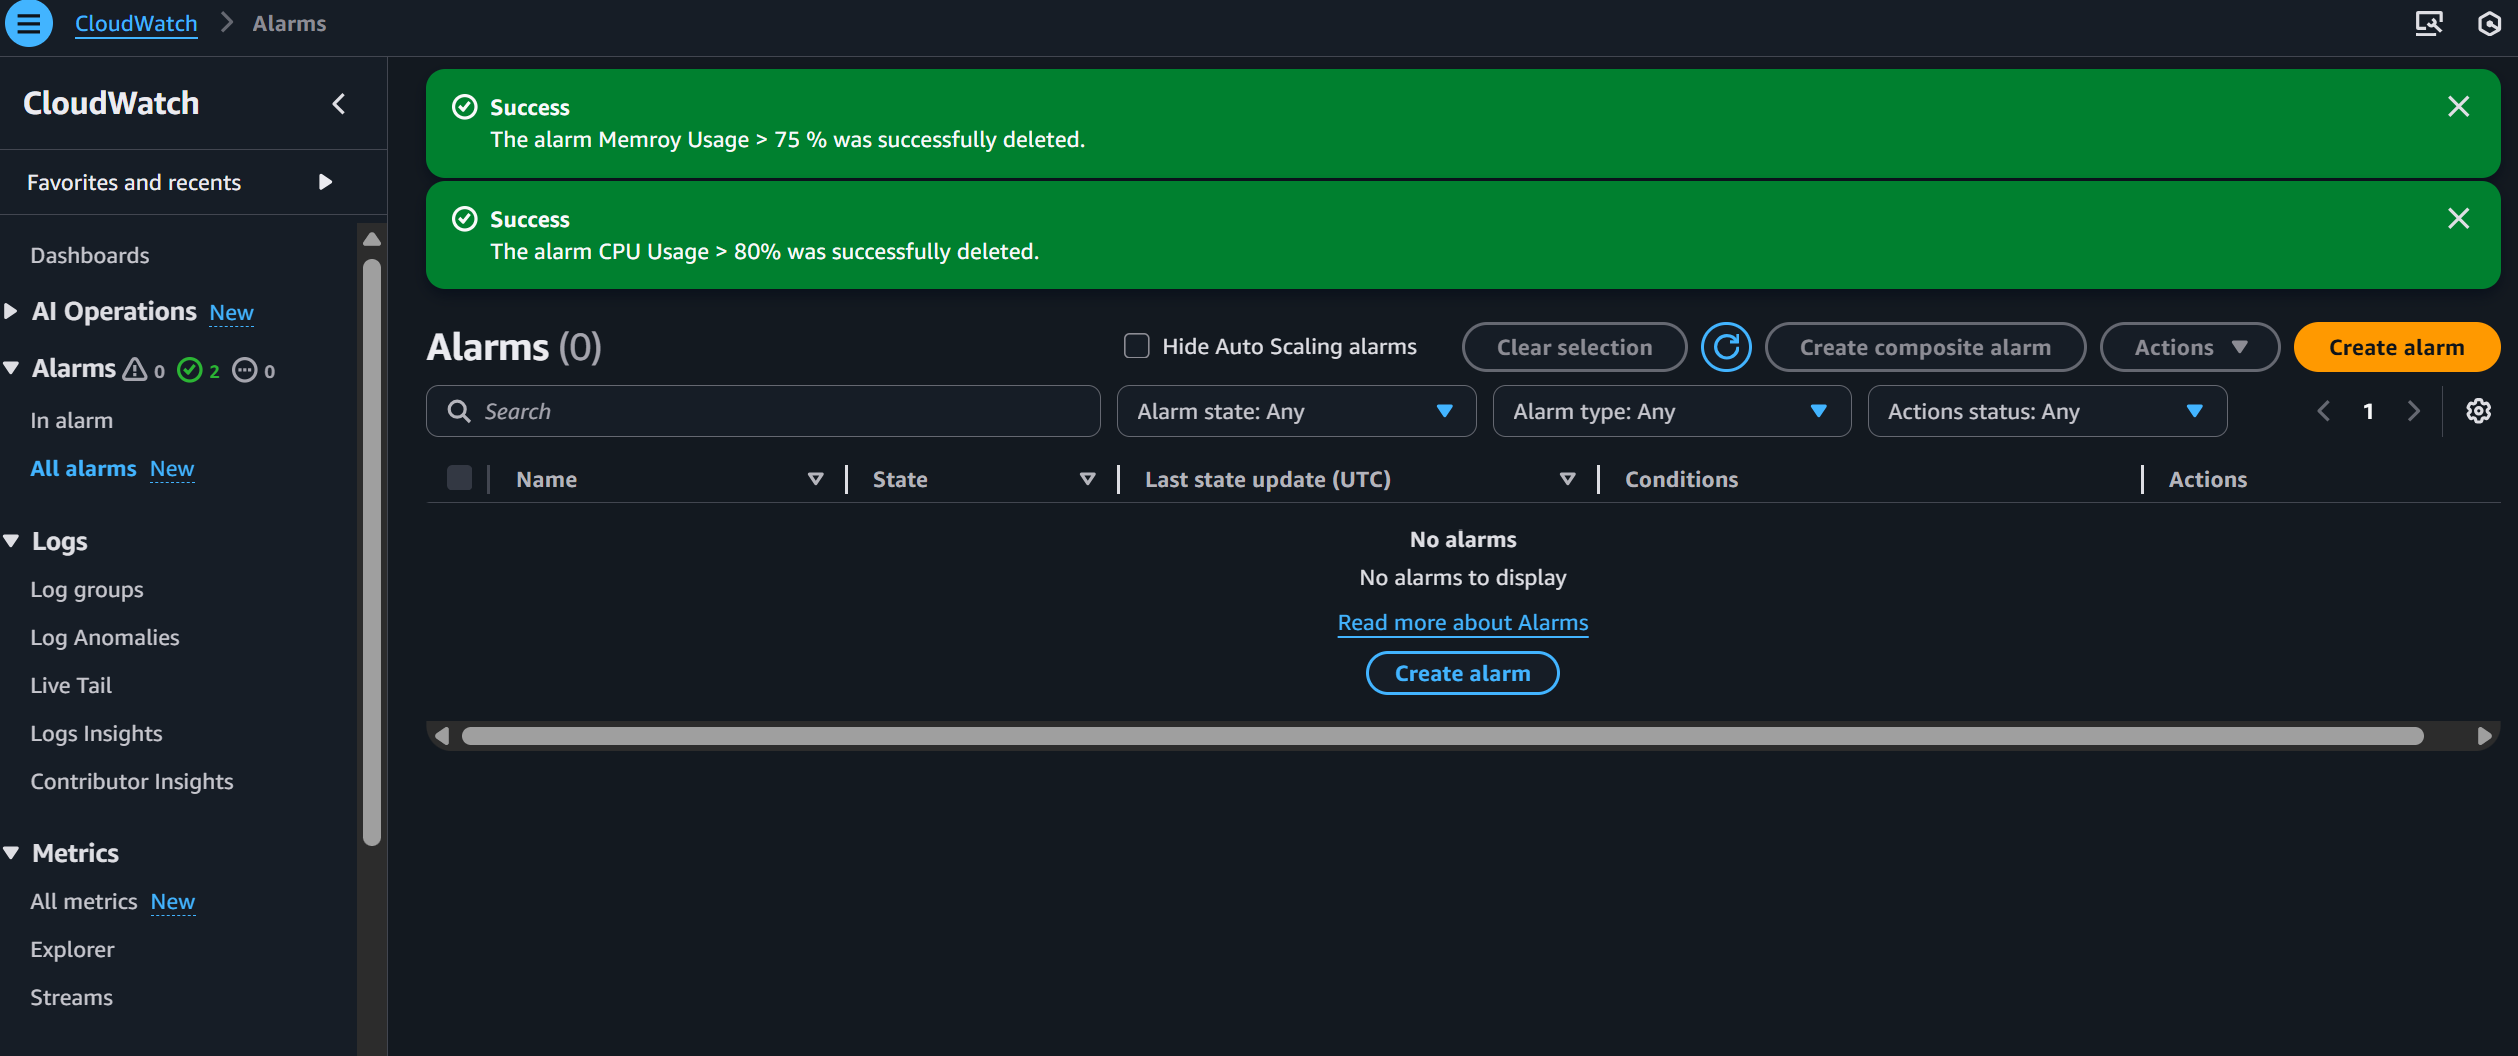 CloudWatch > Alarms
CloudWatch
Favorites and recents
Dashboards
AI Operations New
Alarms 0 2 0
In alarm
All alarms New
Logs
Log groups
Log Anomalies
Live Tail
Logs Insights
Contributor Insights
Metrics
All metrics New
Explorer
Streams
Success
The alarm Memroy Usage > 75 % was successfully deleted.
Success
The alarm CPU Usage > 80% was successfully deleted.
Alarms (0)
Hide Auto Scaling alarms
Clear selection
Create composite alarm
Actions
Create alarm
Search
Alarm state: Any
Alarm type: Any
Actions status: Any
1
Name
State
Last state update (UTC)
Conditions
Actions
No alarms
No alarms to display
Read more about Alarms
Create alarm